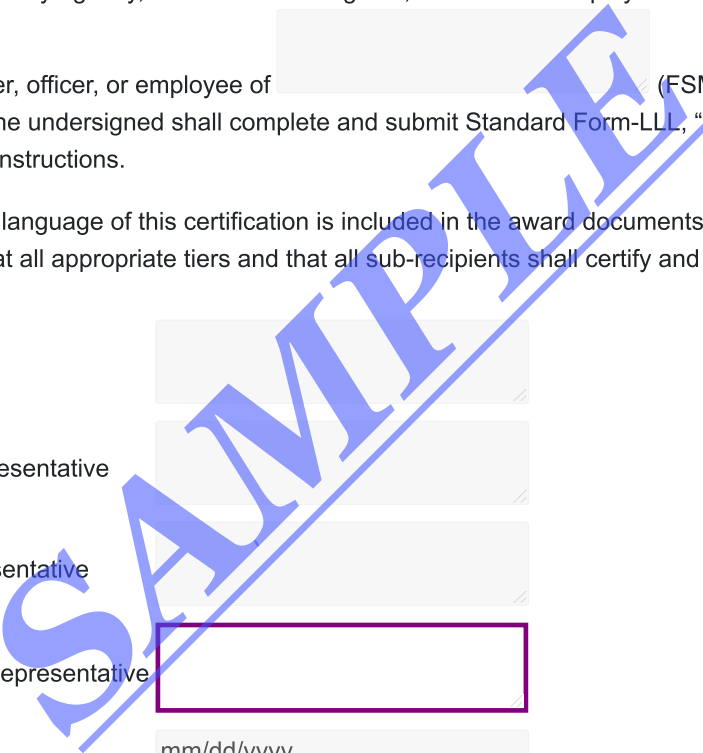 er, officer, or employee of (FSM
he undersigned shall complete and submit Standard Form-LLL, “
nstructions.
language of this certification is included in the award documents
at all appropriate tiers and that all sub-recipients shall certify and
esentative
sentative
epresentative
mm/dd/yyyy
SAMPLE